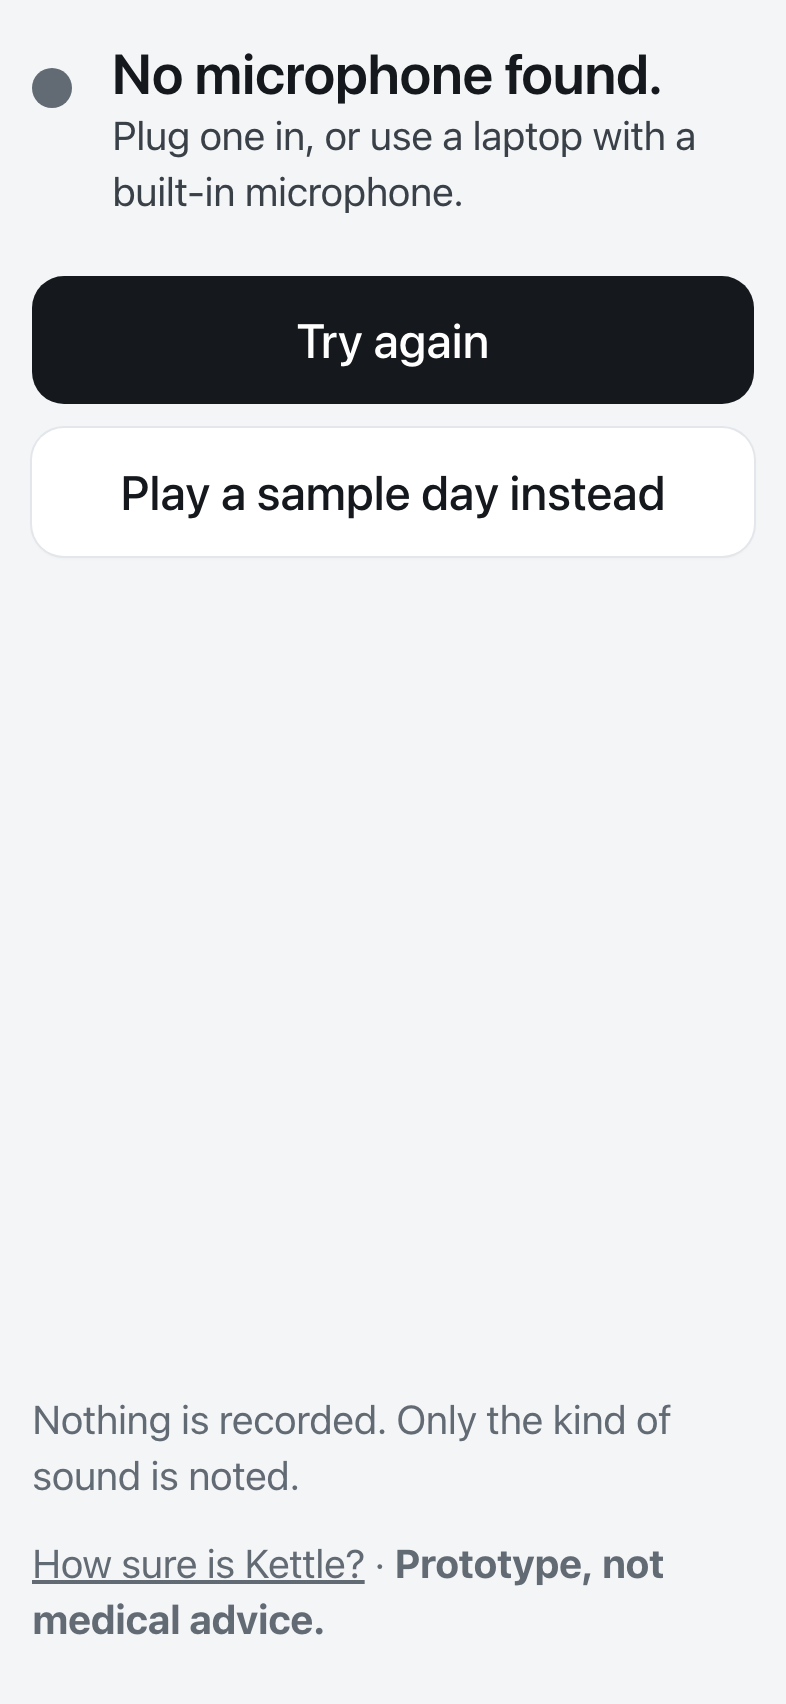 No microphone found.
Plug one in, or use a laptop with a
built-in microphone.
Try again
Play a sample day instead
Nothing is recorded. Only the kind of
sound is noted.
How sure is Kettle? · Prototype, not
medical advice.